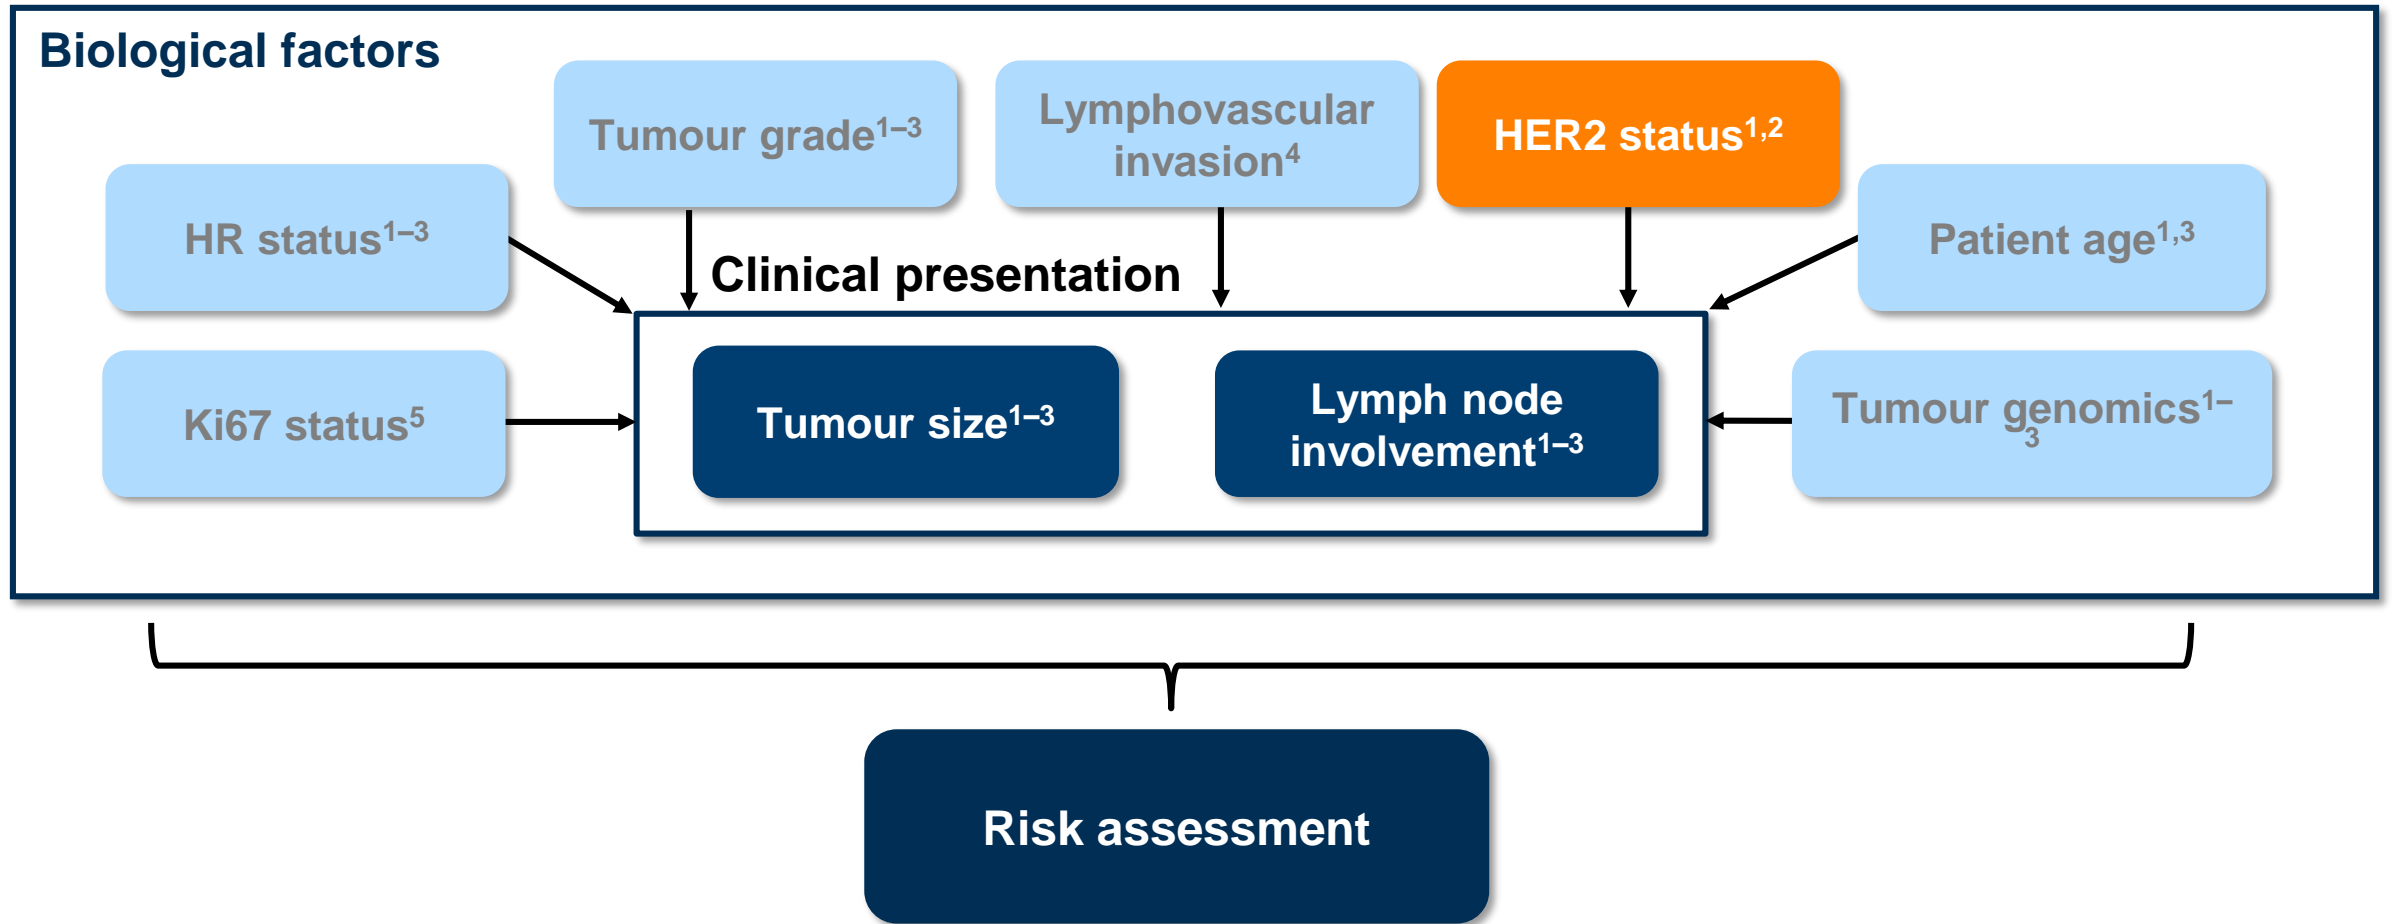 Biological factors
Tumour grade¹⁻³
Lymphovascular
invasion⁴
HER2 status¹,²
HR status¹⁻³
Patient age¹,³
Clinical presentation
Ki67 status⁵
Tumour size¹⁻³
Lymph node
involvement¹⁻³
Tumour genomics¹⁻
³
Risk assessment